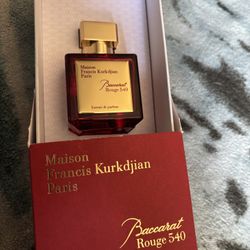 Maison
Francis Kurkdjian
Paris
Baccarat
Rouge 540
Extrait de parfum
Maison
Francis Kurkdjian
Paris
Baccarat
Rouge 540